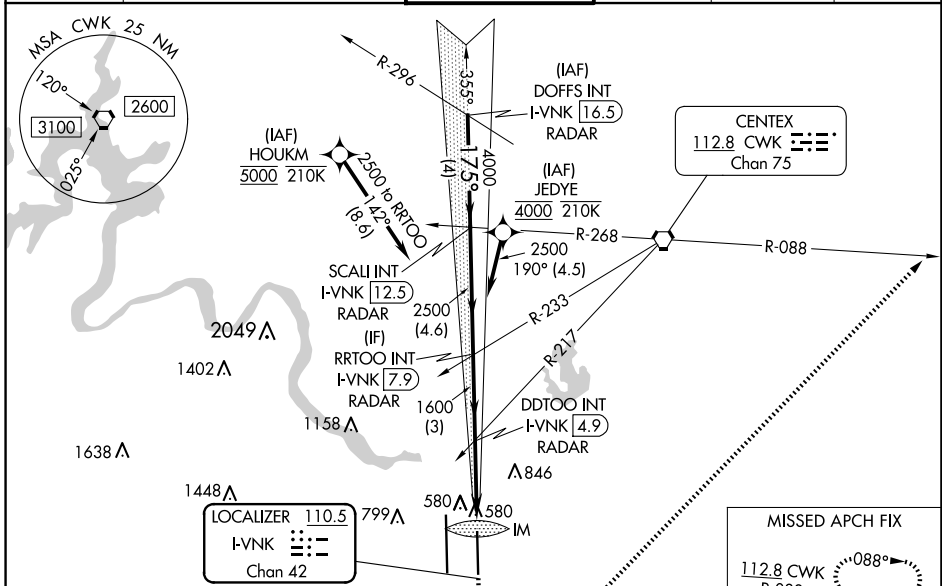 MSA CWK 25 NM
120°
2600
3100
025°
R-296
355°
(IAF)
DOFFS INT
I-VNK 16.5
RADAR
CENTEX
112.8 CWK
Chan 75
(IAF)
HOUKM
5000 210K
2500 to RRTOO
142°
(8.6)
175°
4000
(4)
(IAF)
JEDYE
4000 210K
R-268
R-088
2500
190° (4.5)
SCALI INT
I-VNK 12.5
RADAR
2500
(4.6)
R-233
R-217
(IF)
RRTOO INT
I-VNK 7.9
RADAR
1600
(3)
DDTOO INT
I-VNK 4.9
RADAR
2049
1402
1158
1638
1448
846
799
580
580
IM
LOCALIZER 110.5
I-VNK
Chan 42
MISSED APCH FIX
112.8 CWK
088°